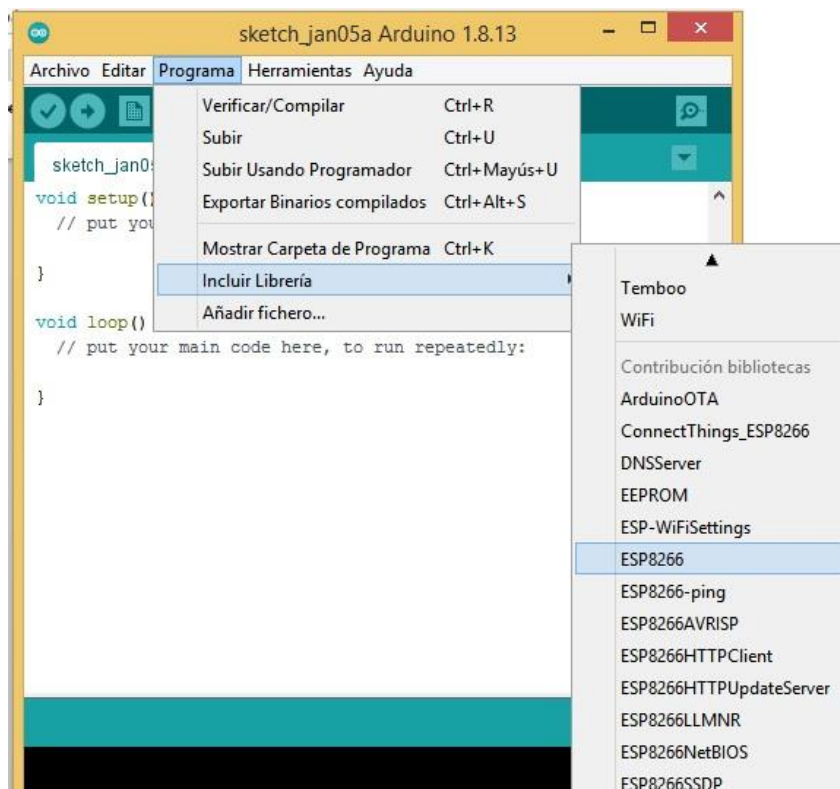 sketch_jan05a Arduino 1.8.13
Archivo Editar Programa Herramientas Ayuda
Verificar/Compilar Ctrl+R
Subir Ctrl+U
Subir Usando Programador Ctrl+Mayús+U
Exportar Binarios compilados Ctrl+Alt+S
Mostrar Carpeta de Programa Ctrl+K
Incluir Librería
Añadir fichero...
sketch_jan0
void setup()
// put you
}
void loop()
// put your main code here, to run repeatedly:
}
Temboo
WiFi
Contribución bibliotecas
ArduinoOTA
ConnectThings_ESP8266
DNSServer
EEPROM
ESP-WiFiSettings
ESP8266
ESP8266-ping
ESP8266AVRISP
ESP8266HTTPClient
ESP8266HTTPUpdateServer
ESP8266LLMNR
ESP8266NetBIOS
ESP8266SSDP